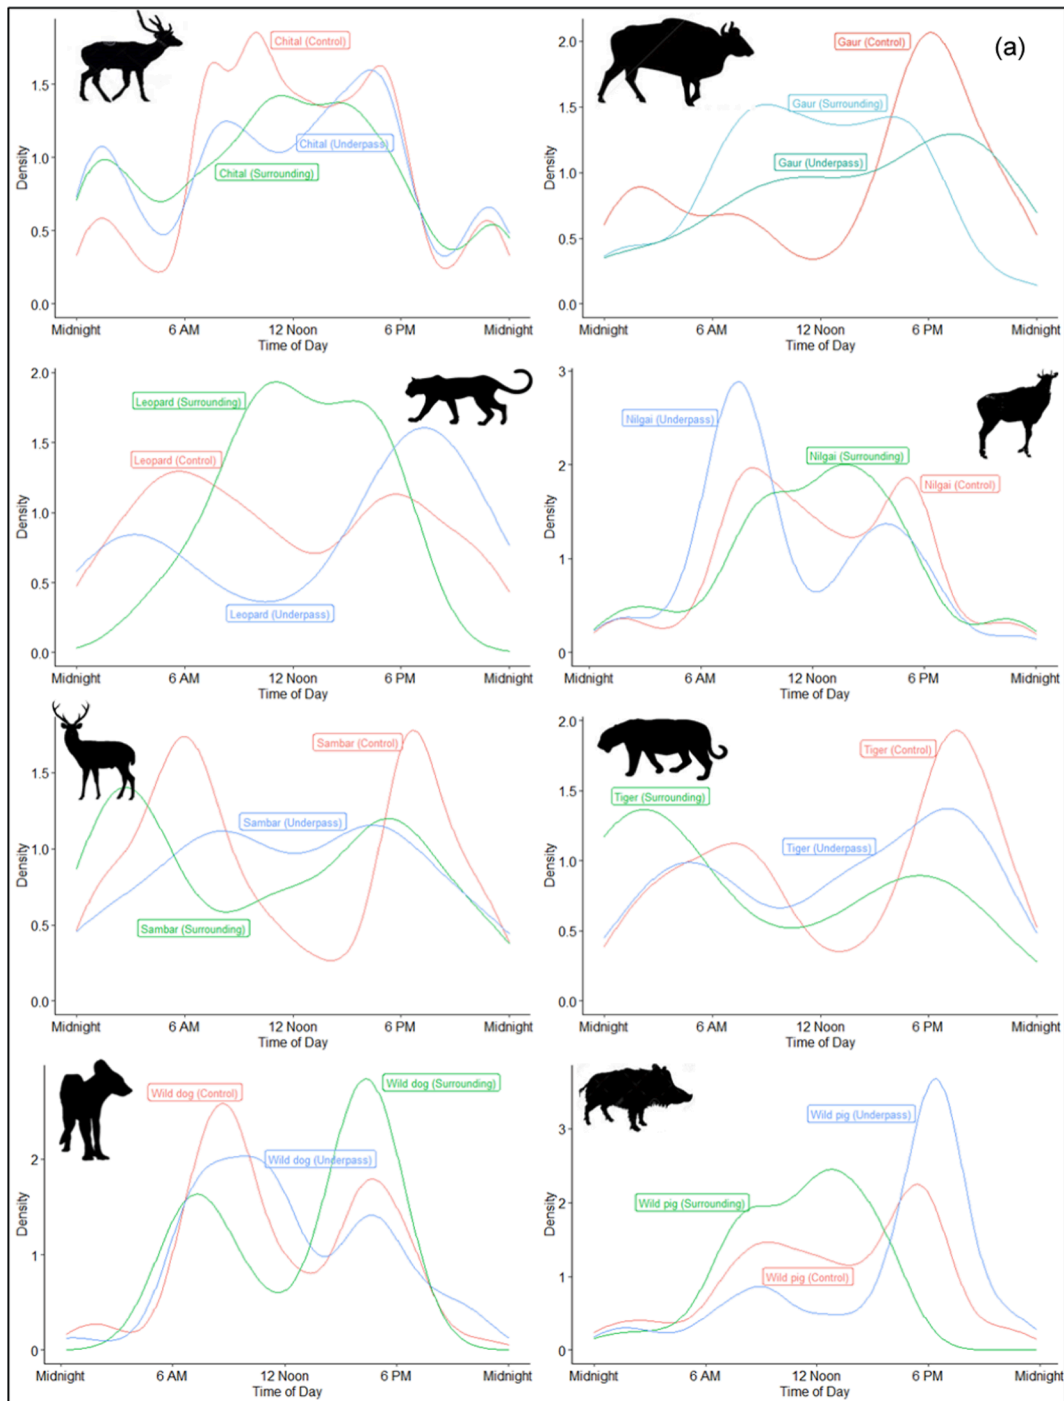 (a)
Chital (Control)
Chital (Underpass)
Chital (Surrounding)
Density
1.5
1.0
0.5
0.0
Midnight 6 AM 12 Noon 6 PM Midnight
Time of Day
Gaur (Control)
Gaur (Surrounding)
Gaur (Underpass)
Density
2.0
1.5
1.0
0.5
0.0
Midnight 6 AM 12 Noon 6 PM Midnight
Time of Day
Leopard (Surrounding)
Leopard (Control)
Leopard (Underpass)
Density
2.0
1.5
1.0
0.5
0.0
Midnight 6 AM 12 Noon 6 PM Midnight
Time of Day
Nilgai (Underpass)
Nilgai (Surrounding)
Nilgai (Control)
Density
3
2
1
0
Midnight 6 AM 12 Noon 6 PM Midnight
Time of Day
Sambar (Control)
Sambar (Underpass)
Sambar (Surrounding)
Density
1.5
1.0
0.5
0.0
Midnight 6 AM 12 Noon 6 PM Midnight
Time of Day
Tiger (Control)
Tiger (Surrounding)
Tiger (Underpass)
Density
2.0
1.5
1.0
0.5
0.0
Midnight 6 AM 12 Noon 6 PM Midnight
Time of Day
Wild dog (Surrounding)
Wild dog (Control)
Wild dog (Underpass)
Density
2
1
0
Midnight 6 AM 12 Noon 6 PM Midnight
Time of Day
Wild pig (Underpass)
Wild pig (Surrounding)
Wild pig (Control)
Density
3
2
1
0
Midnight 6 AM 12 Noon 6 PM Midnight
Time of Day